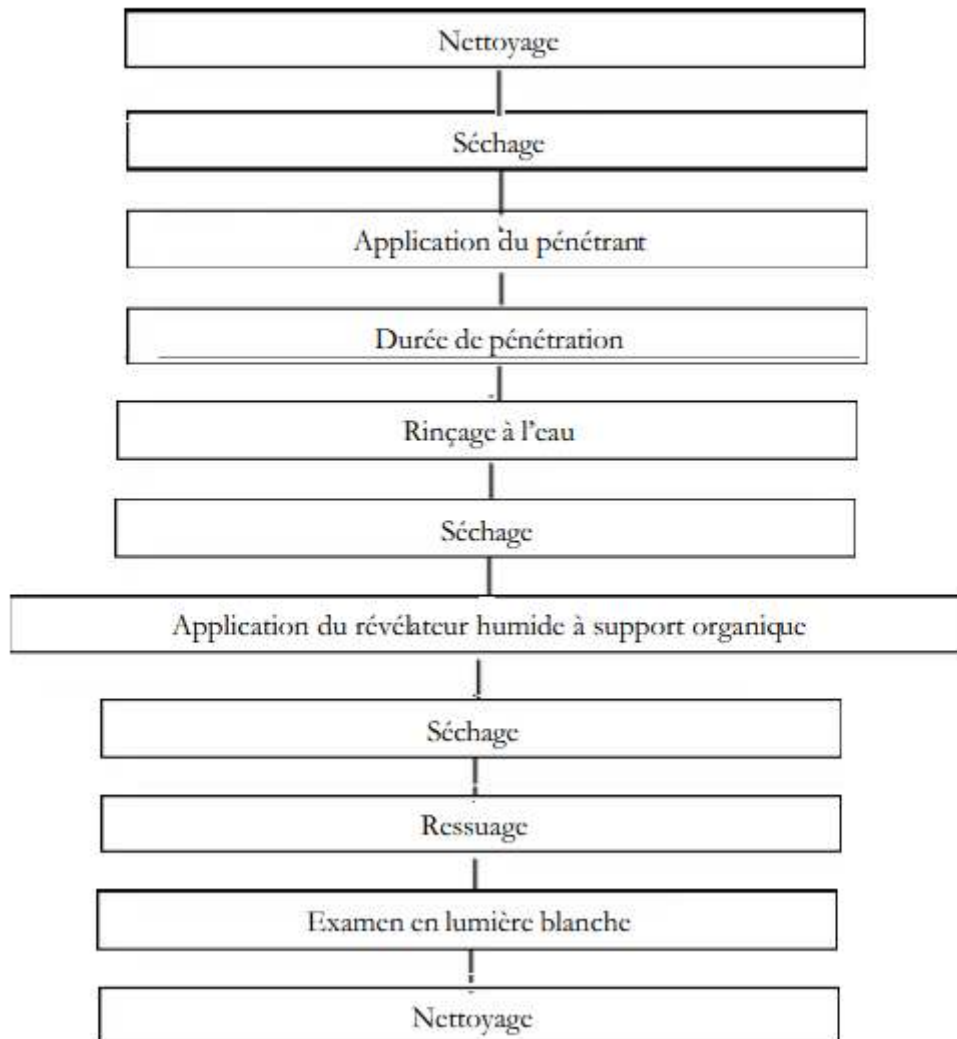 Nettoyage
Séchage
Application du pénétrant
Durée de pénétration
Rinçage à l'eau
Séchage
Application du révélateur humide à support organique
Séchage
Ressuage
Examen en lumière blanche
Nettoyage